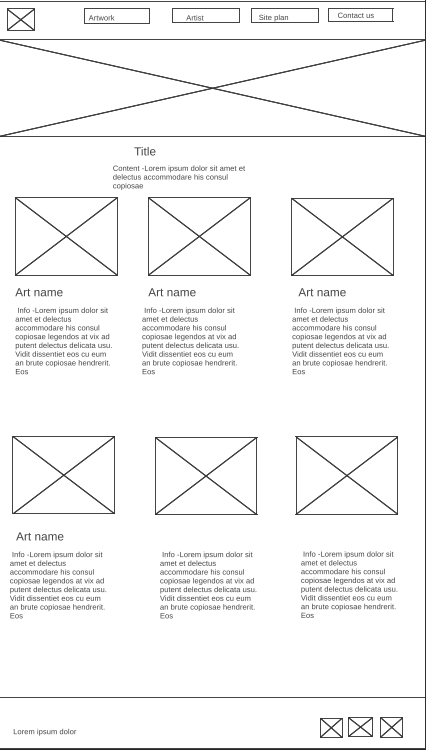 Artwork
Artist
Site plan
Contact us
Title
Content -Lorem ipsum dolor sit amet et
delectus accommodare his consul
copiosae
Art name
Info -Lorem ipsum dolor sit
amet et delectus
accommodare his consul
copiosae legendos at vix ad
putent delectus delicata usu.
Vidit dissentiet eos cu eum
an brute copiosae hendrerit.
Eos
Art name
Info -Lorem ipsum dolor sit
amet et delectus
accommodare his consul
copiosae legendos at vix ad
putent delectus delicata usu.
Vidit dissentiet eos cu eum
an brute copiosae hendrerit.
Eos
Art name
Info -Lorem ipsum dolor sit
amet et delectus
accommodare his consul
copiosae legendos at vix ad
putent delectus delicata usu.
Vidit dissentiet eos cu eum
an brute copiosae hendrerit.
Eos
Art name
Info -Lorem ipsum dolor sit
amet et delectus
accommodare his consul
copiosae legendos at vix ad
putent delectus delicata usu.
Vidit dissentiet eos cu eum
an brute copiosae hendrerit.
Eos
Info -Lorem ipsum dolor sit
amet et delectus
accommodare his consul
copiosae legendos at vix ad
putent delectus delicata usu.
Vidit dissentiet eos cu eum
an brute copiosae hendrerit.
Eos
Info -Lorem ipsum dolor sit
amet et delectus
accommodare his consul
copiosae legendos at vix ad
putent delectus delicata usu.
Vidit dissentiet eos cu eum
an brute copiosae hendrerit.
Eos
Lorem ipsum dolor